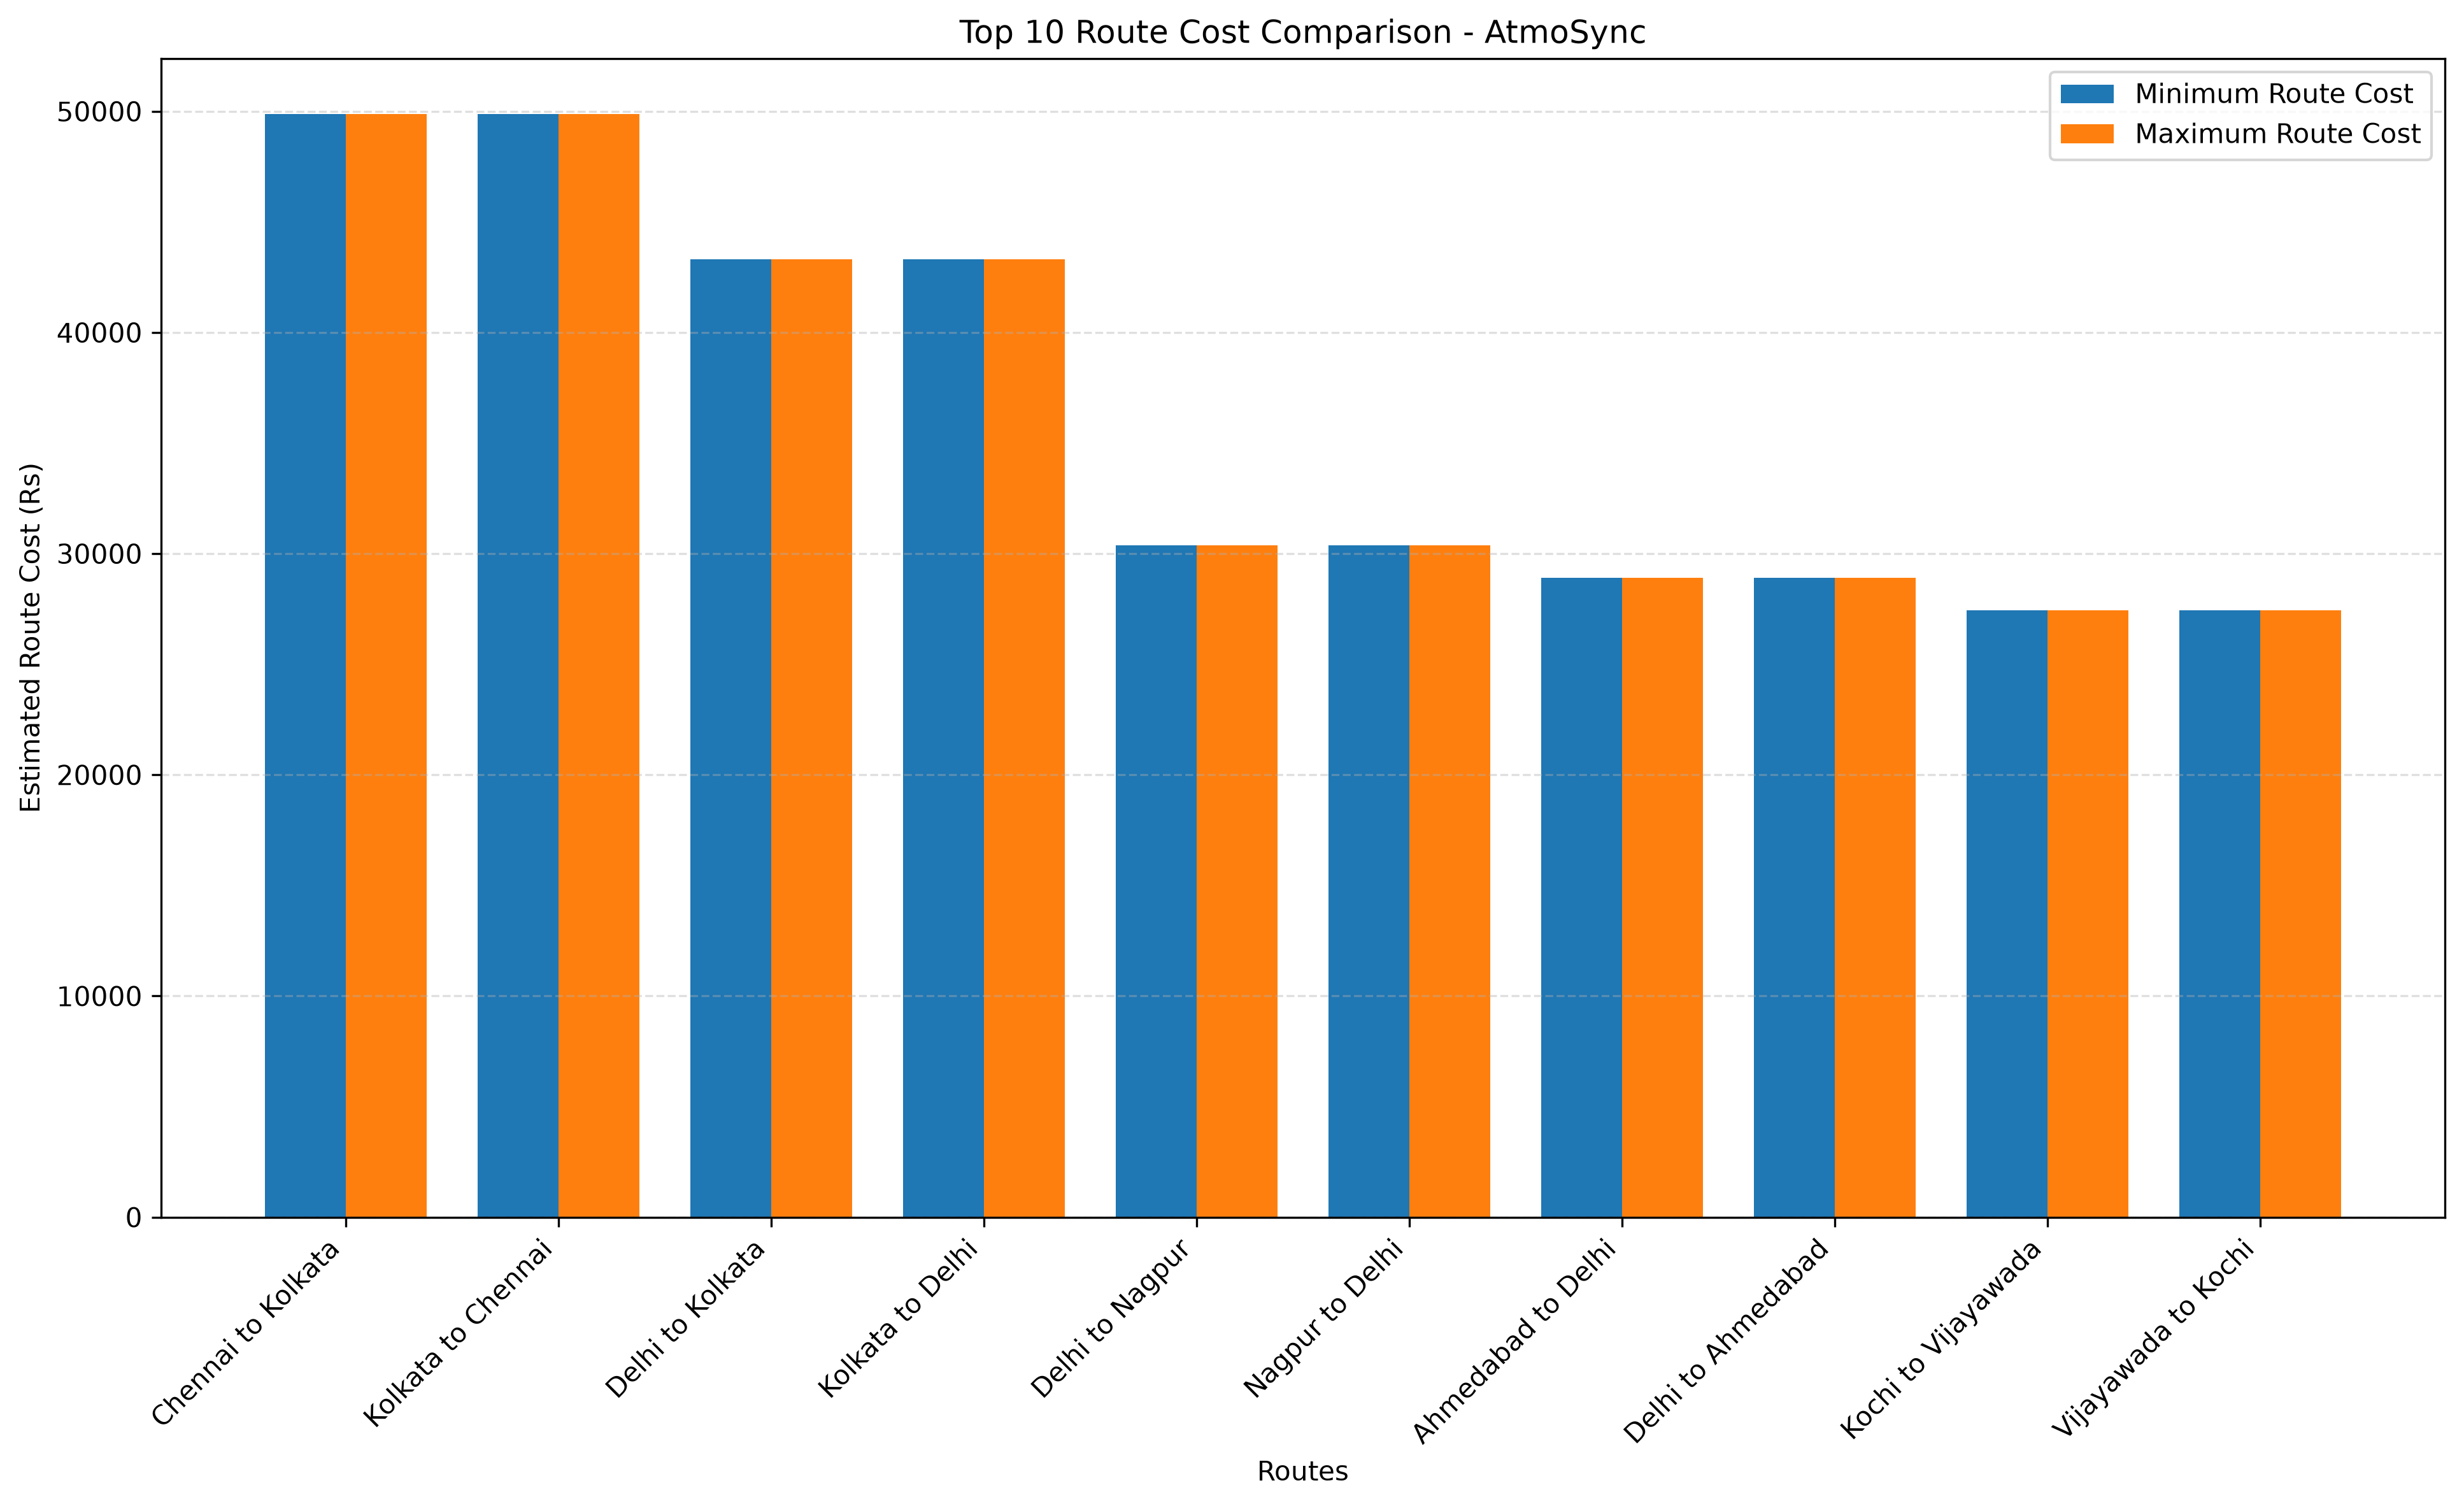 Top 10 Route Cost Comparison - AtmoSync
Minimum Route Cost
Maximum Route Cost
Estimated Route Cost (Rs)
50000
40000
30000
20000
10000
0
Chennai to Kolkata
Kolkata to Chennai
Delhi to Kolkata
Kolkata to Delhi
Delhi to Nagpur
Nagpur to Delhi
Ahmedabad to Delhi
Delhi to Ahmedabad
Kochi to Vijayawada
Vijayawada to Kochi
Routes